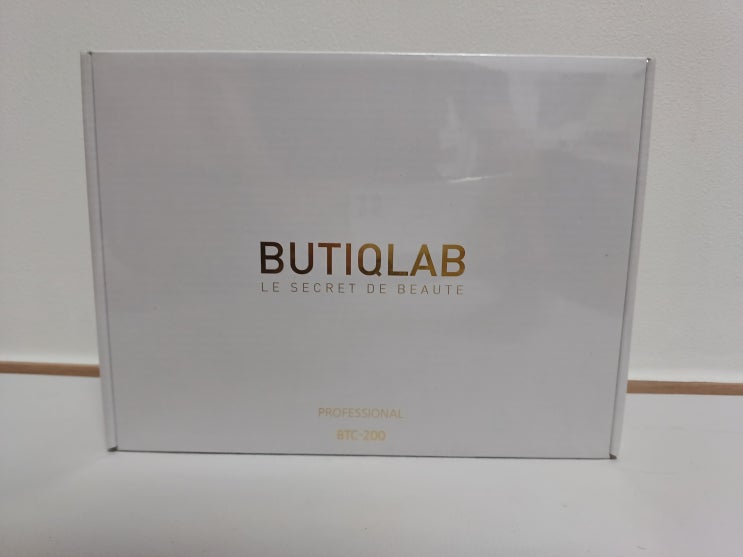 BUTIQLAB
LE SECRET DE BEAUTE
PROFESSIONAL
BTC-200